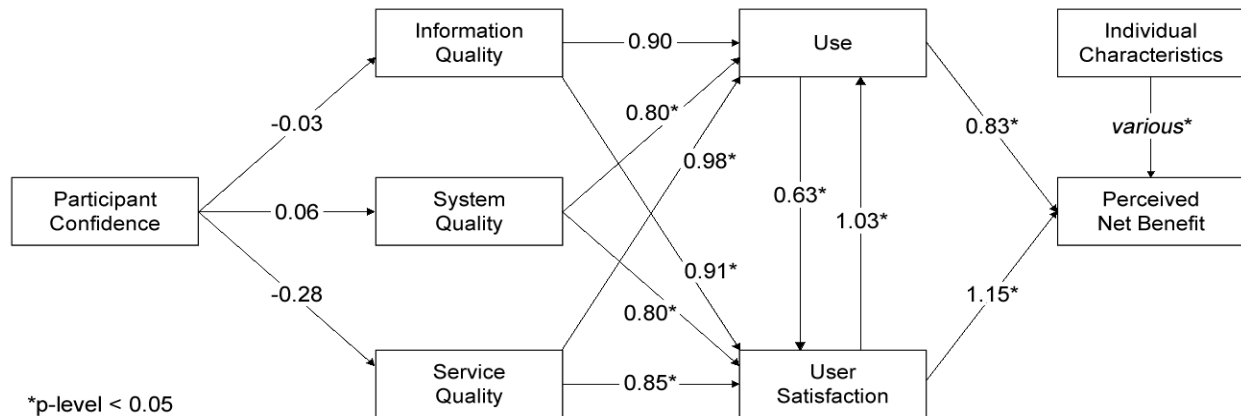 Information
Quality
0.90
Use
Individual
Characteristics
-0.03
0.80*
0.83*
various*
0.98*
Participant
Confidence
0.06
System
Quality
0.63*
1.03*
Perceived
Net Benefit
-0.28
0.91*
0.80*
1.15*
Service
Quality
0.85*
User
Satisfaction
*p-level < 0.05